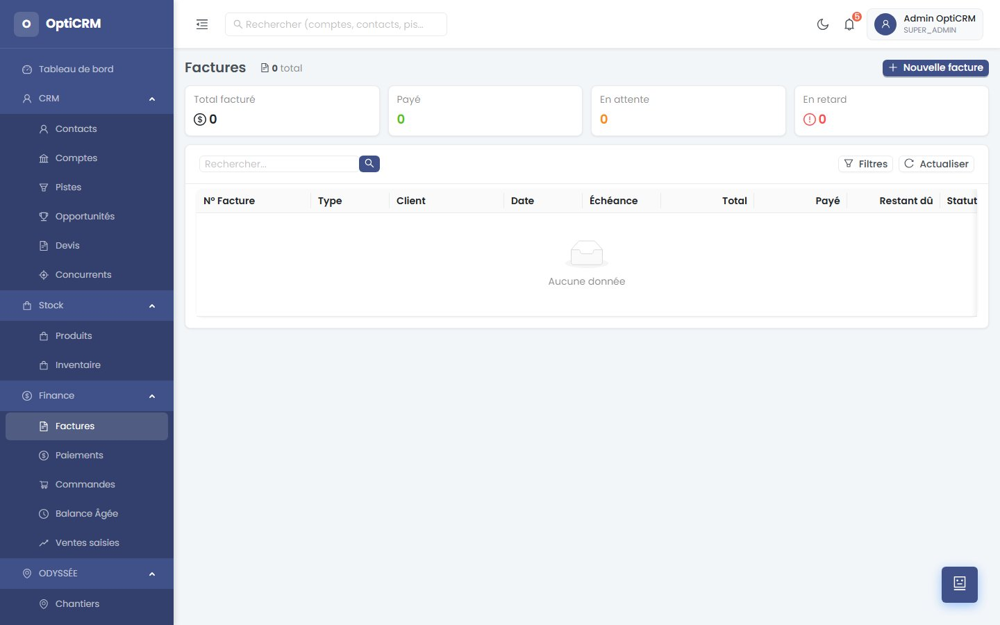 O OptiCRM
Rechercher (comptes, contacts, pis...
5
Admin OptiCRM
SUPER_ADMIN
Tableau de bord
CRM
Contacts
Comptes
Pistes
Opportunités
Devis
Concurrents
Stock
Produits
Inventaire
Finance
Factures
Paiements
Commandes
Balance Âgée
Ventes saisies
ODYSSÉE
Chantiers
Factures 0 total
Nouvelle facture
Total facturé
0
Payé
0
En attente
0
En retard
0
Rechercher...
Filtres Actualiser
N° Facture Type Client Date Échéance Total Payé Restant dû Statut
Aucune donnée